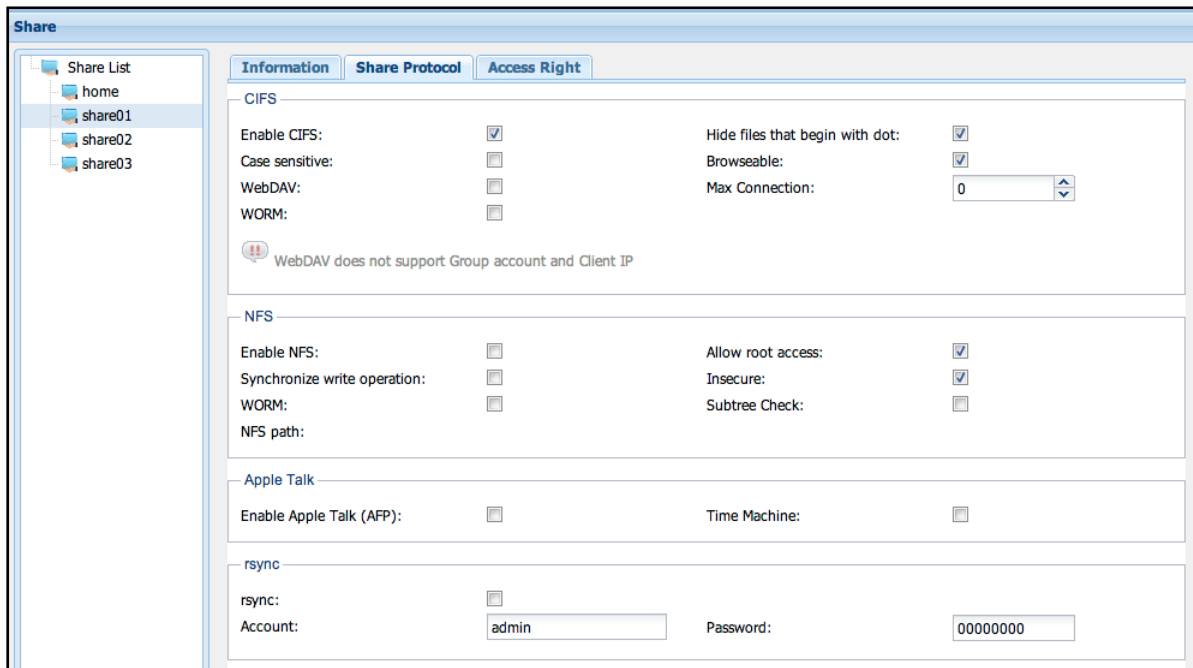 Share
Share List
home
share01
share02
share03
Information Share Protocol Access Right
CIFS
Enable CIFS: Hide files that begin with dot:
Case sensitive: Browseable:
WebDAV: Max Connection: 0
WORM:
!! WebDAV does not support Group account and Client IP
NFS
Enable NFS: Allow root access:
Synchronize write operation: Insecure:
WORM: Subtree Check:
NFS path:
Apple Talk
Enable Apple Talk (AFP): Time Machine:
rsync
rsync:
Account: admin Password: 00000000